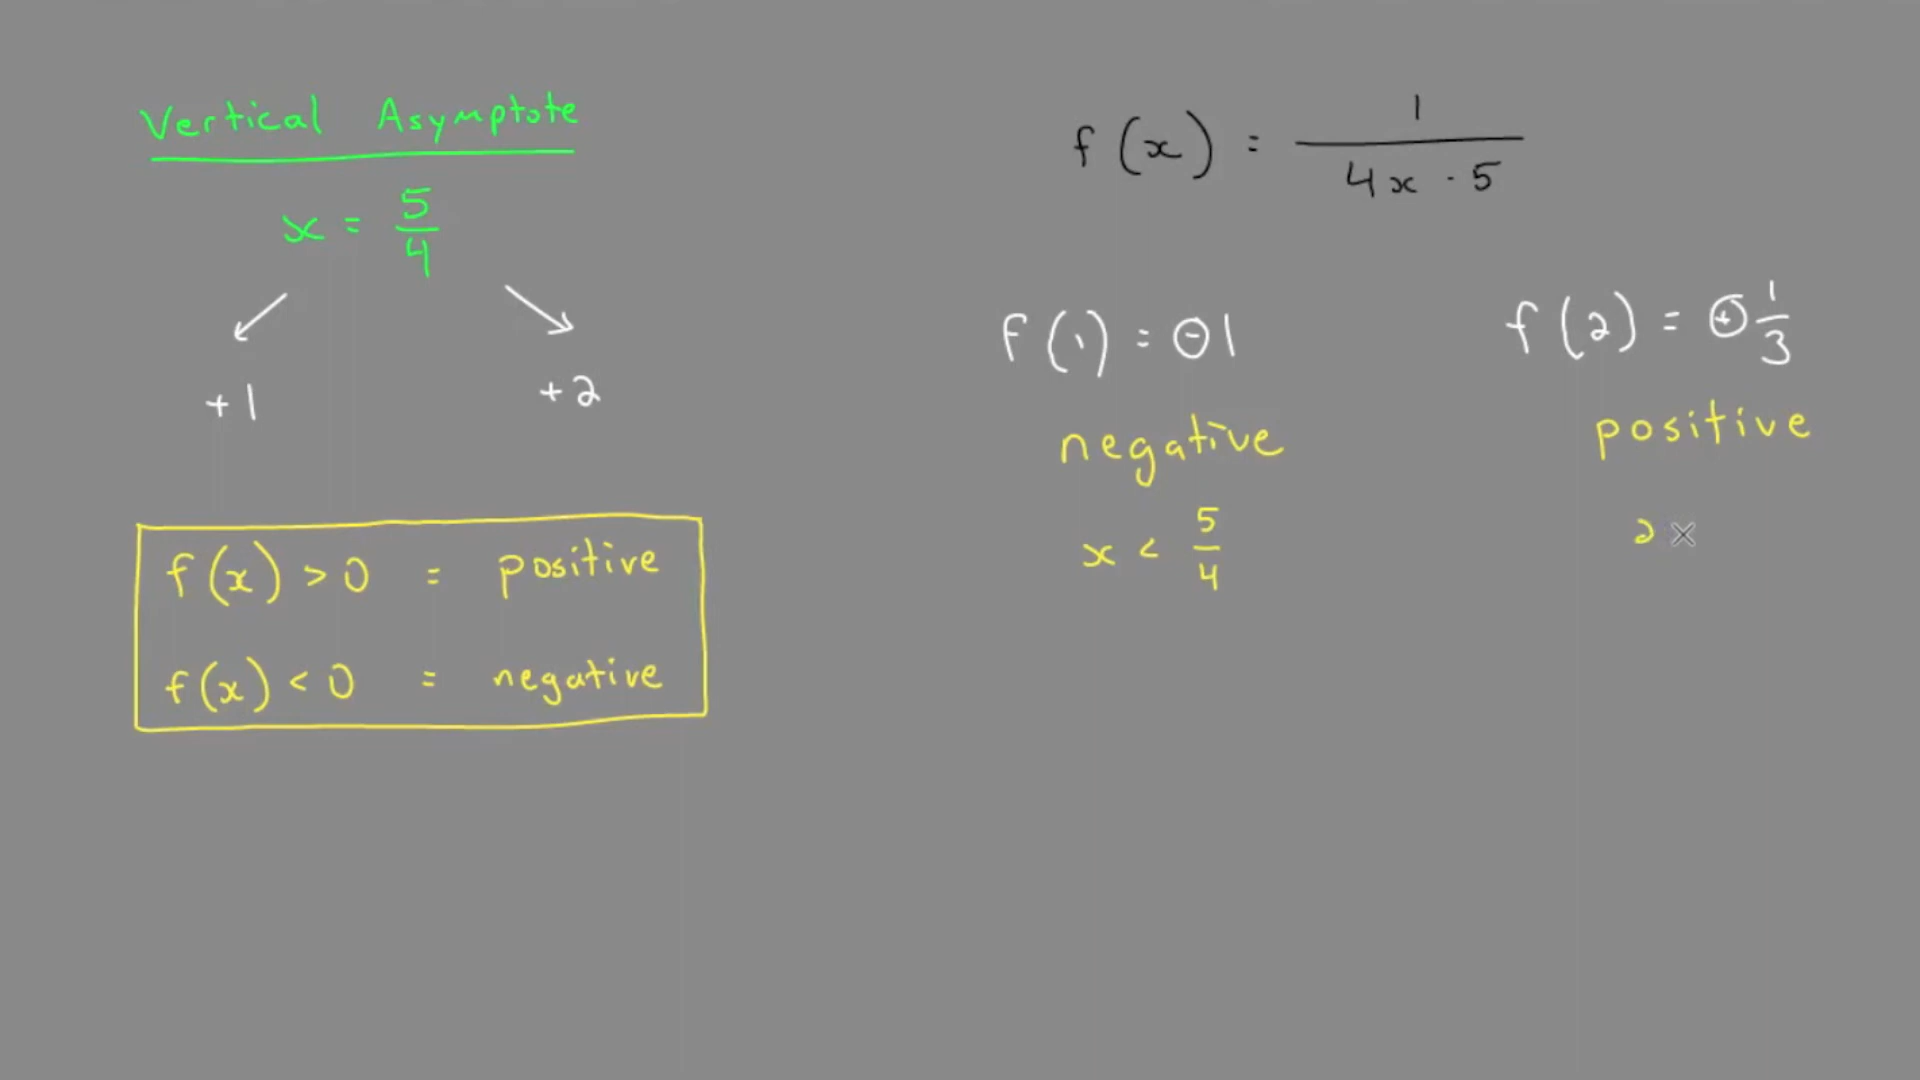 Vertical Asymptote
x = 5/4
+1
+2
f(x) > 0 = positive
f(x) < 0 = negative
f(x) = 1/(4x - 5)
f(1) = -1
f(2) = +1/3
negative
positive
x < 5/4